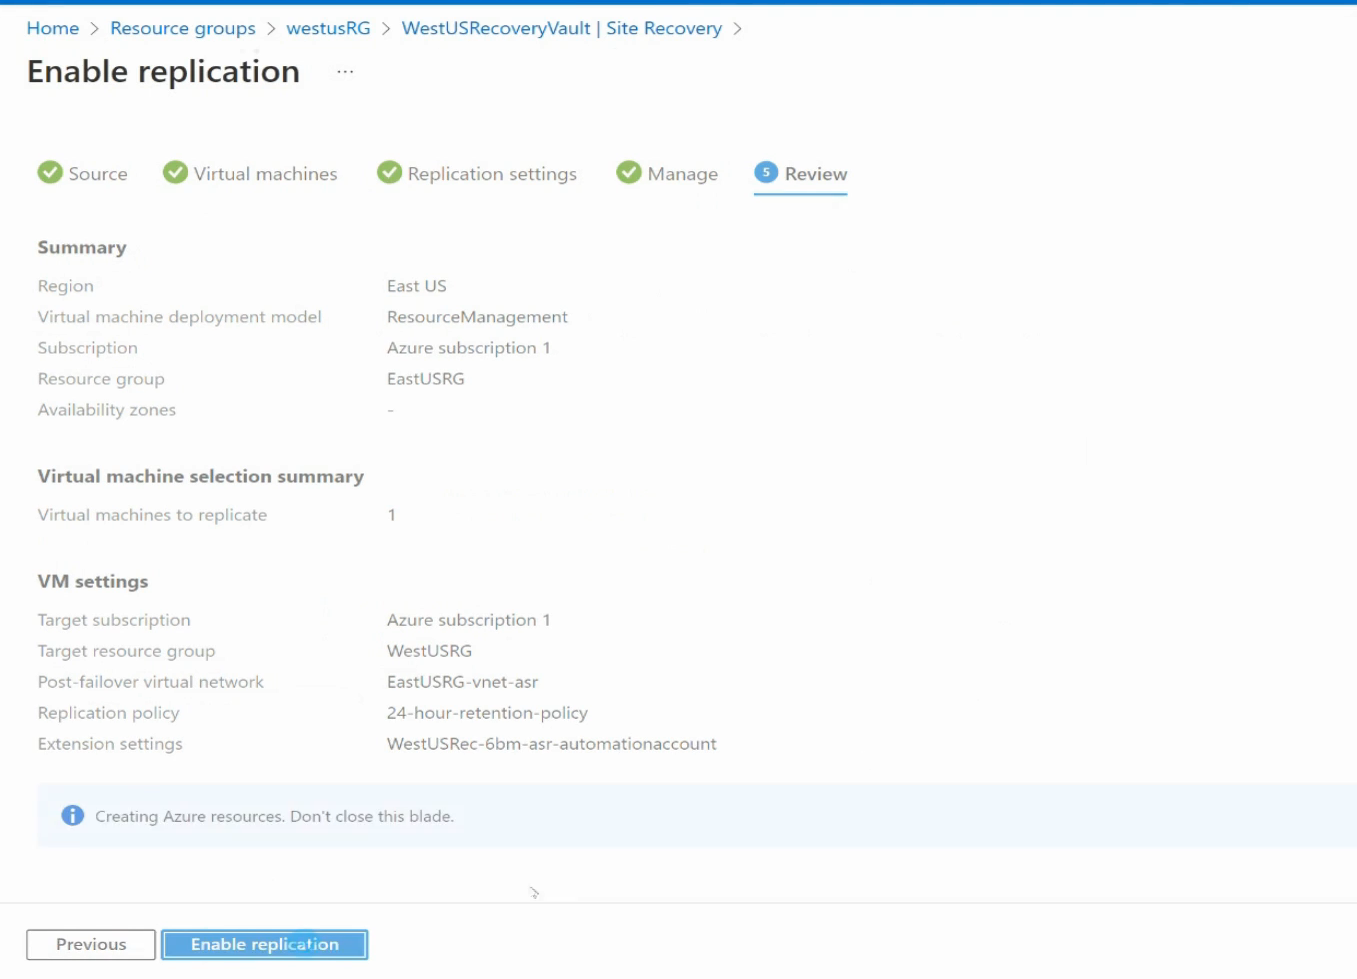 Home > Resource groups > westusRG > WestUSRecoveryVault | Site Recovery >
Enable replication ...
Source Virtual machines Replication settings Manage 5 Review
Summary
Region East US
Virtual machine deployment model ResourceManagement
Subscription Azure subscription 1
Resource group EastUSRG
Availability zones -
Virtual machine selection summary
Virtual machines to replicate 1
VM settings
Target subscription Azure subscription 1
Target resource group WestUSRG
Post-failover virtual network EastUSRG-vnet-asr
Replication policy 24-hour-retention-policy
Extension settings WestUSRec-6bm-asr-automationaccount
Creating Azure resources. Don't close this blade.
Previous Enable replication